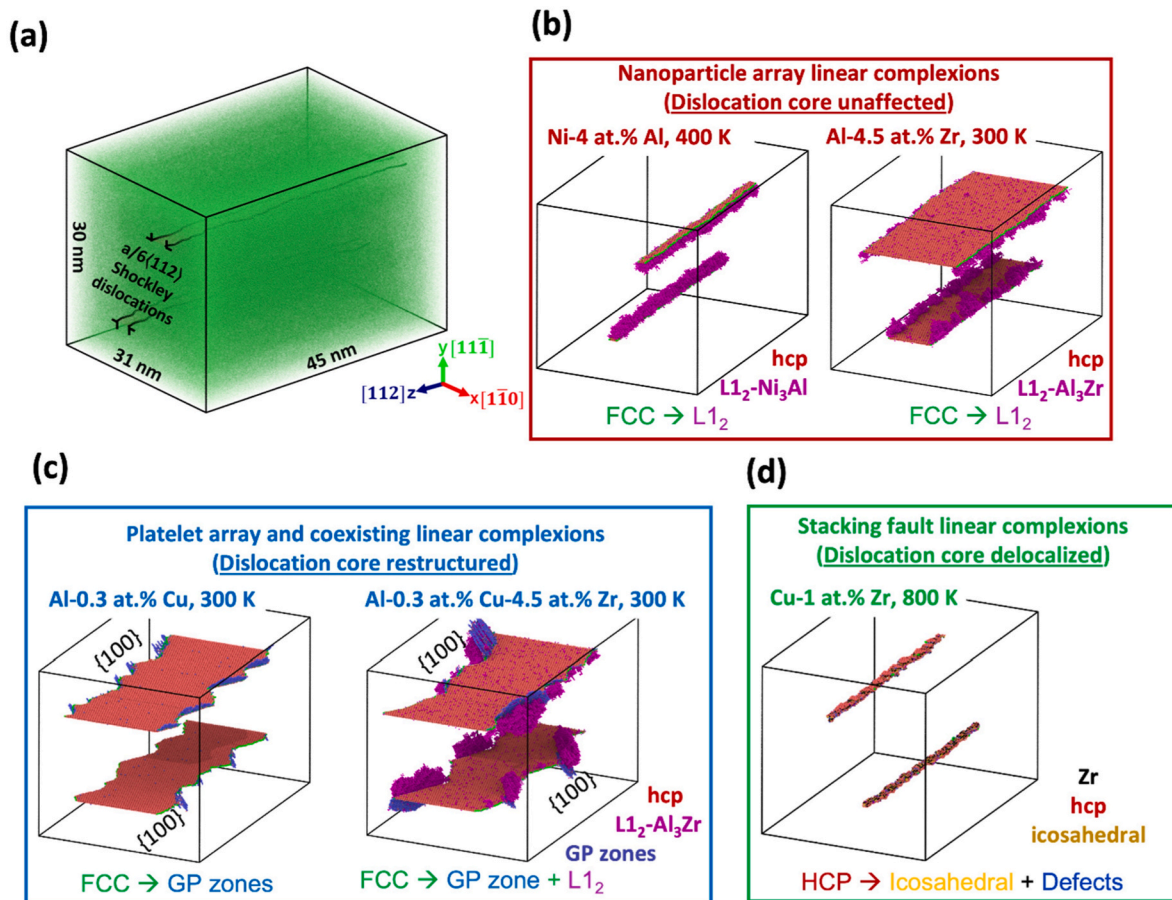 (a)
30 nm
a/6⟨112⟩
Shockley
dislocations
31 nm
45 nm
y[111̄]
[112]z
x[11̄0]
(b)
Nanoparticle array linear complexions
(Dislocation core unaffected)
Ni-4 at.% Al, 400 K
Al-4.5 at.% Zr, 300 K
hcp
L1₂-Ni₃Al
FCC → L1₂
hcp
L1₂-Al₃Zr
FCC → L1₂
(c)
Platelet array and coexisting linear complexions
(Dislocation core restructured)
Al-0.3 at.% Cu, 300 K
Al-0.3 at.% Cu-4.5 at.% Zr, 300 K
{100}
{100}
{100}
{100}
hcp
L1₂-Al₃Zr
GP zones
FCC → GP zones
FCC → GP zone + L1₂
(d)
Stacking fault linear complexions
(Dislocation core delocalized)
Cu-1 at.% Zr, 800 K
Zr
hcp
icosahedral
HCP → Icosahedral + Defects